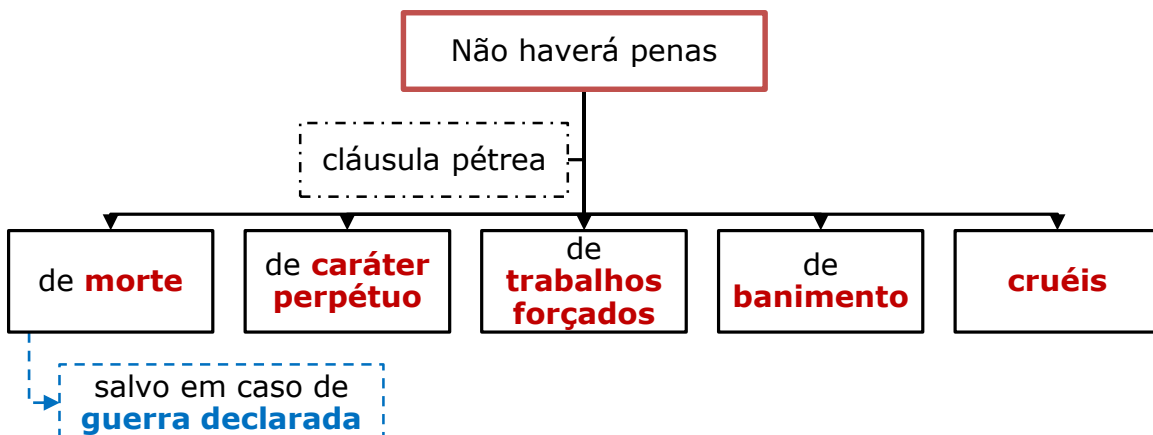 Não haverá penas
cláusula pétrea
de morte
de caráter
perpétuo
de
trabalhos
forçados
de
banimento
cruéis
salvo em caso de
guerra declarada